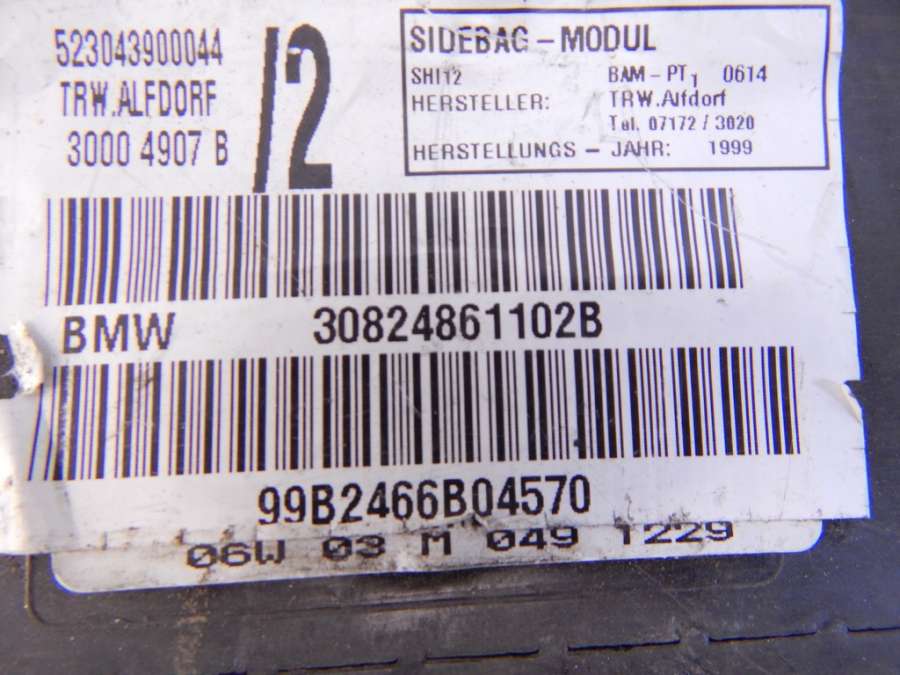 523043900044
TRW.ALFDORF
3000 4907 B
/2
SIDEBAG - MODUL
SHI12 BAM - PT1 0614
HERSTELLER: TRW.Alfdorf
Tel. 07172 / 3020
HERSTELLUNGS - JAHR: 1999
BMW 30824861102B
99B2466B04570
06W 03 M 049 1229